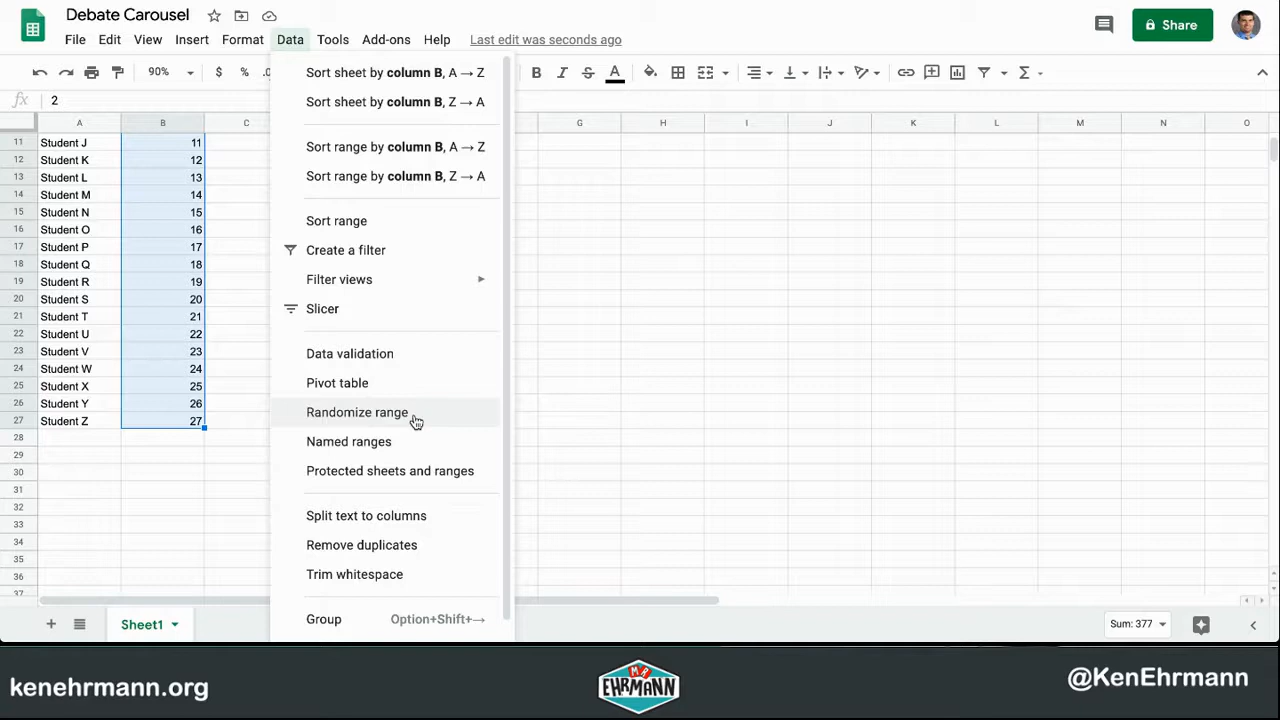 Debate Carousel
File Edit View Insert Format Data Tools Add-ons Help Last edit was seconds ago
Share
90% $ % .0 B I S A Σ
fx 2
A B C G H I J K L M N O
11 Student J 11
12 Student K 12
13 Student L 13
14 Student M 14
15 Student N 15
16 Student O 16
17 Student P 17
18 Student Q 18
19 Student R 19
20 Student S 20
21 Student T 21
22 Student U 22
23 Student V 23
24 Student W 24
25 Student X 25
26 Student Y 26
27 Student Z 27
28
29
30
31
32
33
34
35
36
37
Sort sheet by column B, A → Z
Sort sheet by column B, Z → A
Sort range by column B, A → Z
Sort range by column B, Z → A
Sort range
Create a filter
Filter views
Slicer
Data validation
Pivot table
Randomize range
Named ranges
Protected sheets and ranges
Split text to columns
Remove duplicates
Trim whitespace
Group Option+Shift+→
Sheet1
Sum: 377
kenehrmann.org
MR
EHRMANN
@KenEhrmann